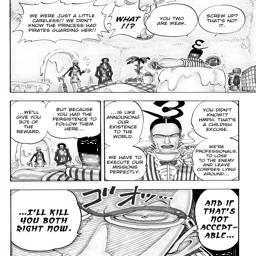 SCREW UP?
THAT'S
NOT IT.
YOU TWO
ARE WEAK.
WHAT
!!?
WE WERE JUST A LITTLE
CARELESS!! WE DIDN'T
KNOW THE PRINCESS HAD
PIRATES GUARDING HER!!
YOU DIDN'T
KNOW!?
HMPH. THAT'S
A CHILDISH
EXCUSE.
WE'RE
PROFESSIONALS.
TO LOSE
TO THE ENEMY
AND LEAVE
CORPSES LYING
AROUND...
...IS LIKE
ANNOUNCING
OUR
EXISTENCE
TO THE WORLD.
WE HAVE TO
EXECUTE OUR
MISSIONS
PERFECTLY.
BUT BECAUSE
YOU HAD THE
PERSISTENCE TO
FOLLOW THEM
HERE...
...WE'LL
GIVE YOU
90% OF
THE
REWARD.
AND IF
THAT'S
NOT
ACCEPT-
ABLE...
...I'LL KILL
YOU BOTH
RIGHT NOW.